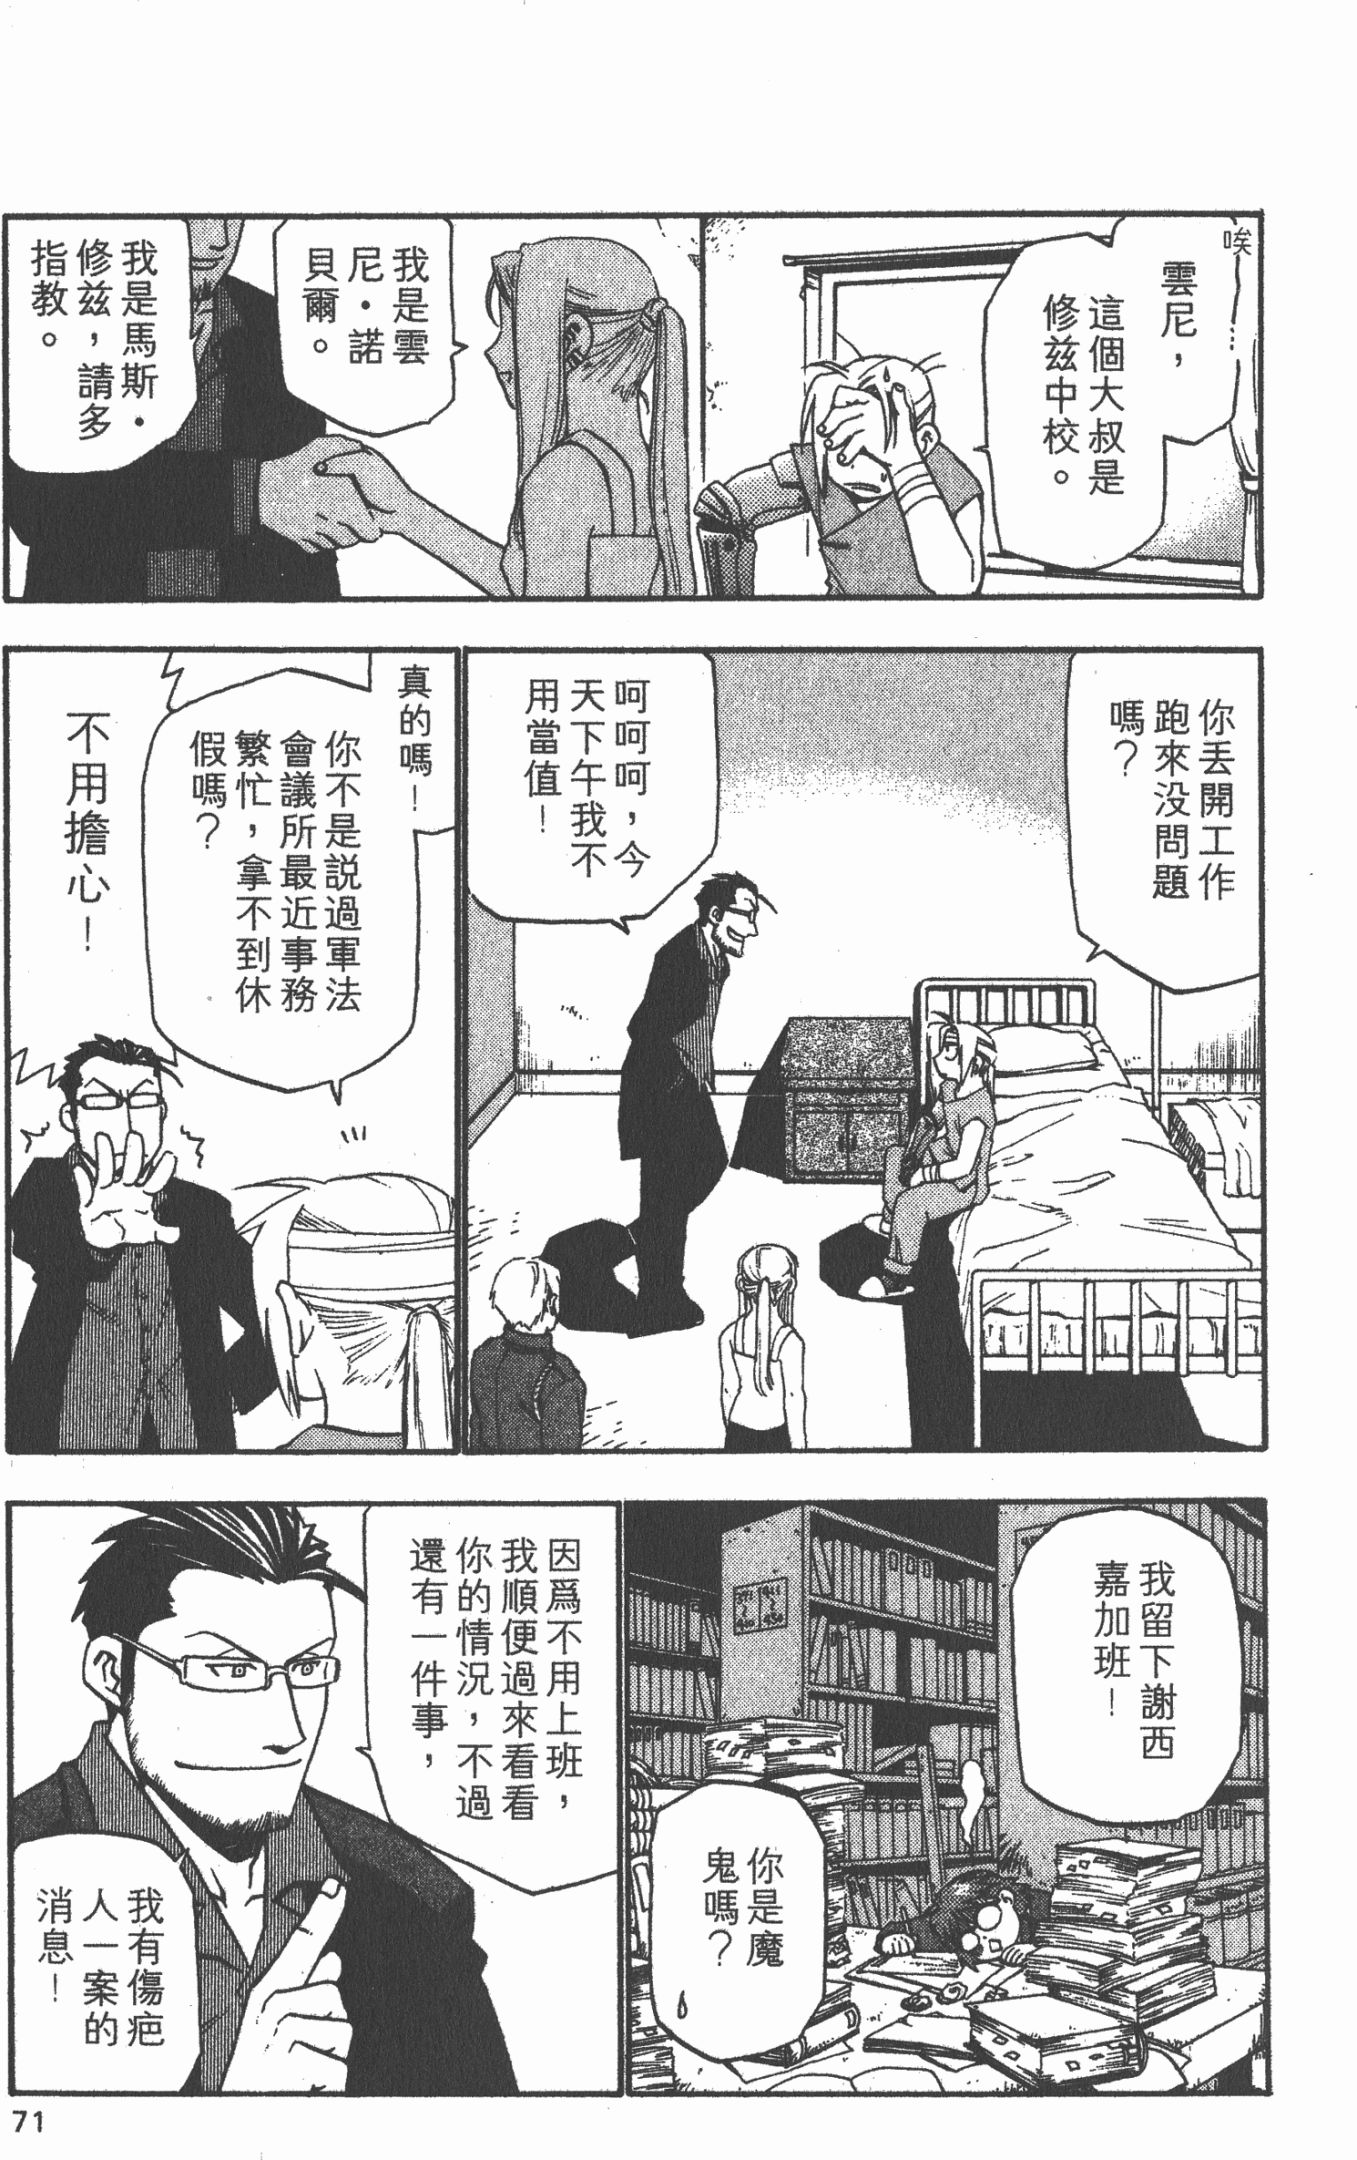 唉……
雲尼，
這個大叔是
修茲中校。
我是雲
尼・諾
貝爾。
我是馬斯・
修茲，請多
指教。
你丟開工作
跑來没問題
嗎？
呵呵呵，今
天下午我不
用當值！
真的嗎！
你不是説過軍法
會議所最近事務
繁忙，拿不到休
假嗎？
不用擔心！
我留下謝西
嘉加班！
你是魔
鬼嗎？
因爲不用上班，
我順便過來看看
你的情況，不過
還有一件事，
我有傷疤
人一案的
消息！
71